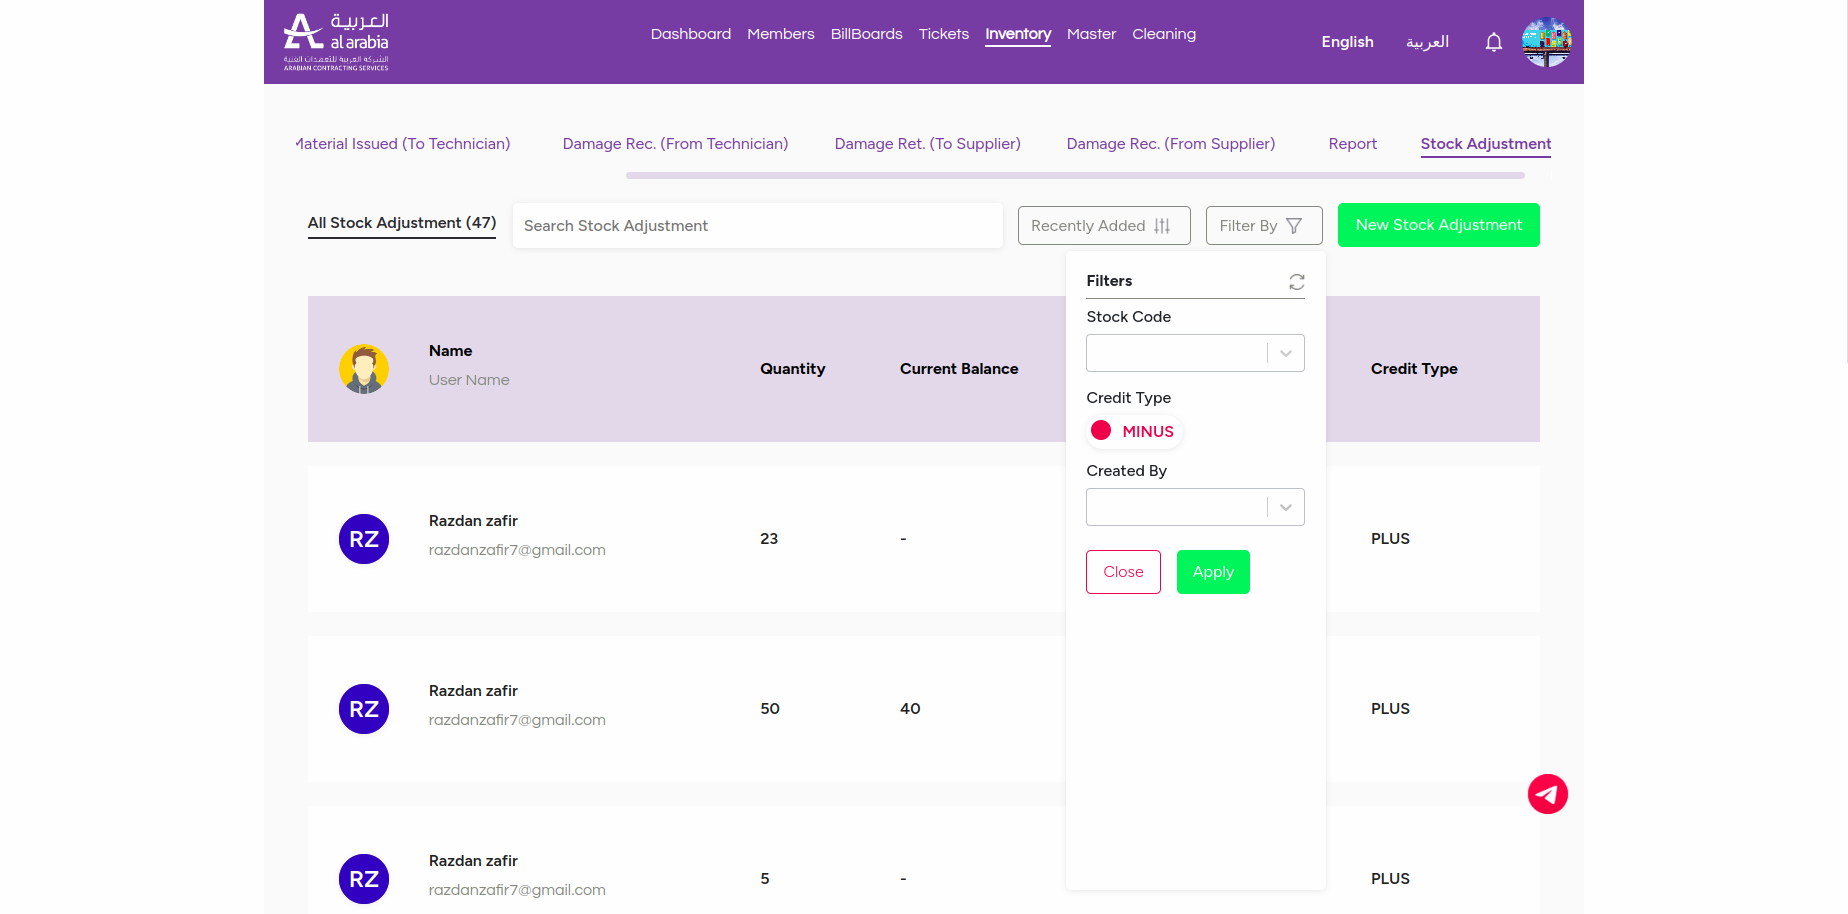 العربية
al arabia
الشركة العربية للتعهدات الفنية
ARABIAN CONTRACTING SERVICES
Dashboard Members BillBoards Tickets Inventory Master Cleaning
English العربية
Material Issued (To Technician) Damage Rec. (From Technician) Damage Ret. (To Supplier) Damage Rec. (From Supplier) Report Stock Adjustment
All Stock Adjustment (47) Search Stock Adjustment Recently Added Filter By New Stock Adjustment
Filters
Stock Code
Credit Type
MINUS
Created By
Close Apply
Name
User Name
Quantity Current Balance Credit Type
RZ
Razdan zafir
razdanzafir7@gmail.com
23 - PLUS
RZ
Razdan zafir
razdanzafir7@gmail.com
50 40 PLUS
RZ
Razdan zafir
razdanzafir7@gmail.com
5 - PLUS